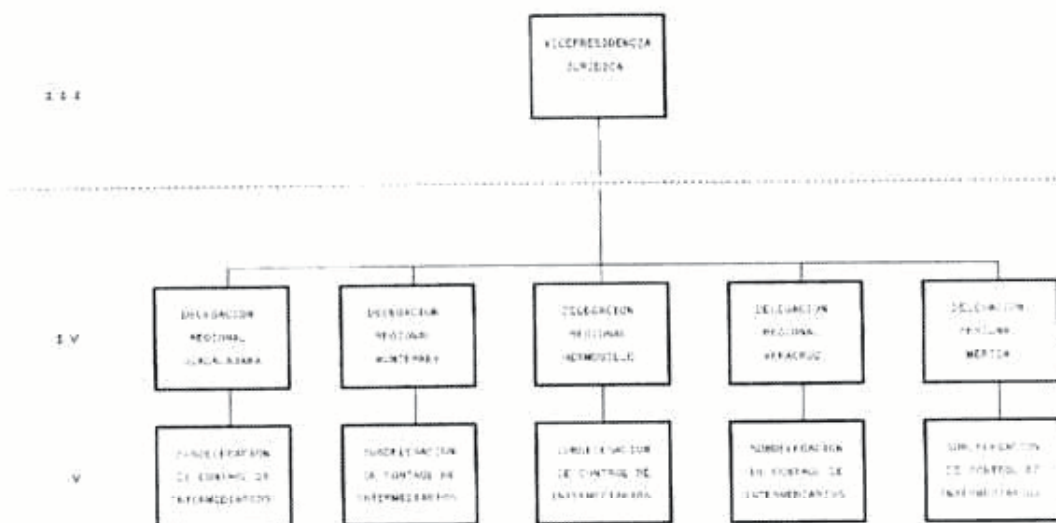 VICEPRESIDENCIA
JURIDICA
I I I
DELEGACION
REGIONAL
GUADALAJARA
DELEGACION
REGIONAL
MONTERREY
DELEGACION
REGIONAL
HERMOSILLO
DELEGACION
REGIONAL
VERACRUZ
DELEGACION
REGIONAL
MERIDA
I V
SUBDELEGACION
DE CONTROL DE
INTERMEDIARIOS
SUBDELEGACION
DE CONTROL DE
INTERMEDIARIOS
SUBDELEGACION
DE CONTROL DE
INTERMEDIARIOS
SUBDELEGACION
DE CONTROL DE
INTERMEDIARIOS
SUBDELEGACION
DE CONTROL DE
INTERMEDIARIOS
V